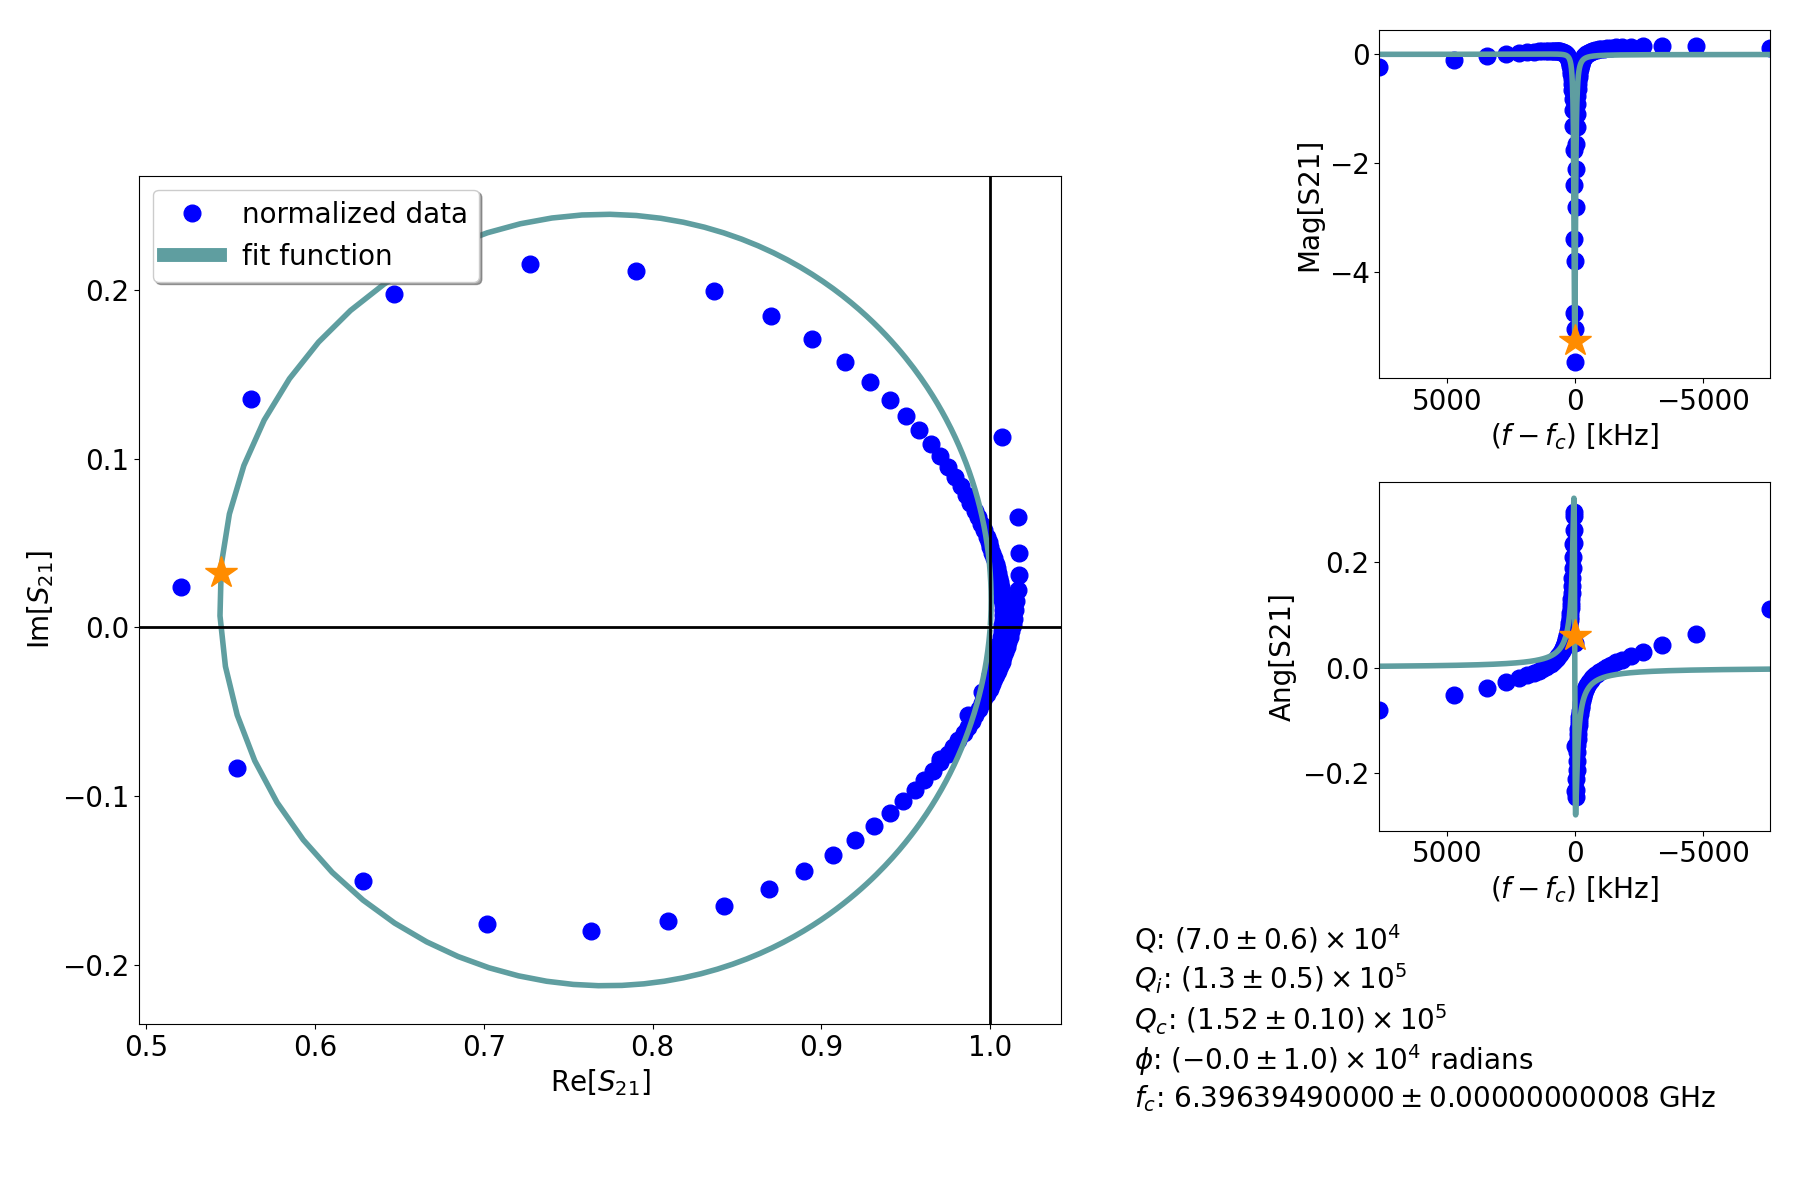 normalized data
fit function
0.2
0.1
0.0
−0.1
−0.2
Im[S21]
0.5 0.6 0.7 0.8 0.9 1.0
Re[S21]
0
−2
−4
Mag[S21]
5000 0 −5000
(f − fc) [kHz]
0.2
0.0
−0.2
Ang[S21]
5000 0 −5000
(f − fc) [kHz]
Q: (7.0 ± 0.6) × 10^4
Qi: (1.3 ± 0.5) × 10^5
Qc: (1.52 ± 0.10) × 10^5
ϕ: (−0.0 ± 1.0) × 10^4 radians
fc: 6.39639490000 ± 0.00000000008 GHz